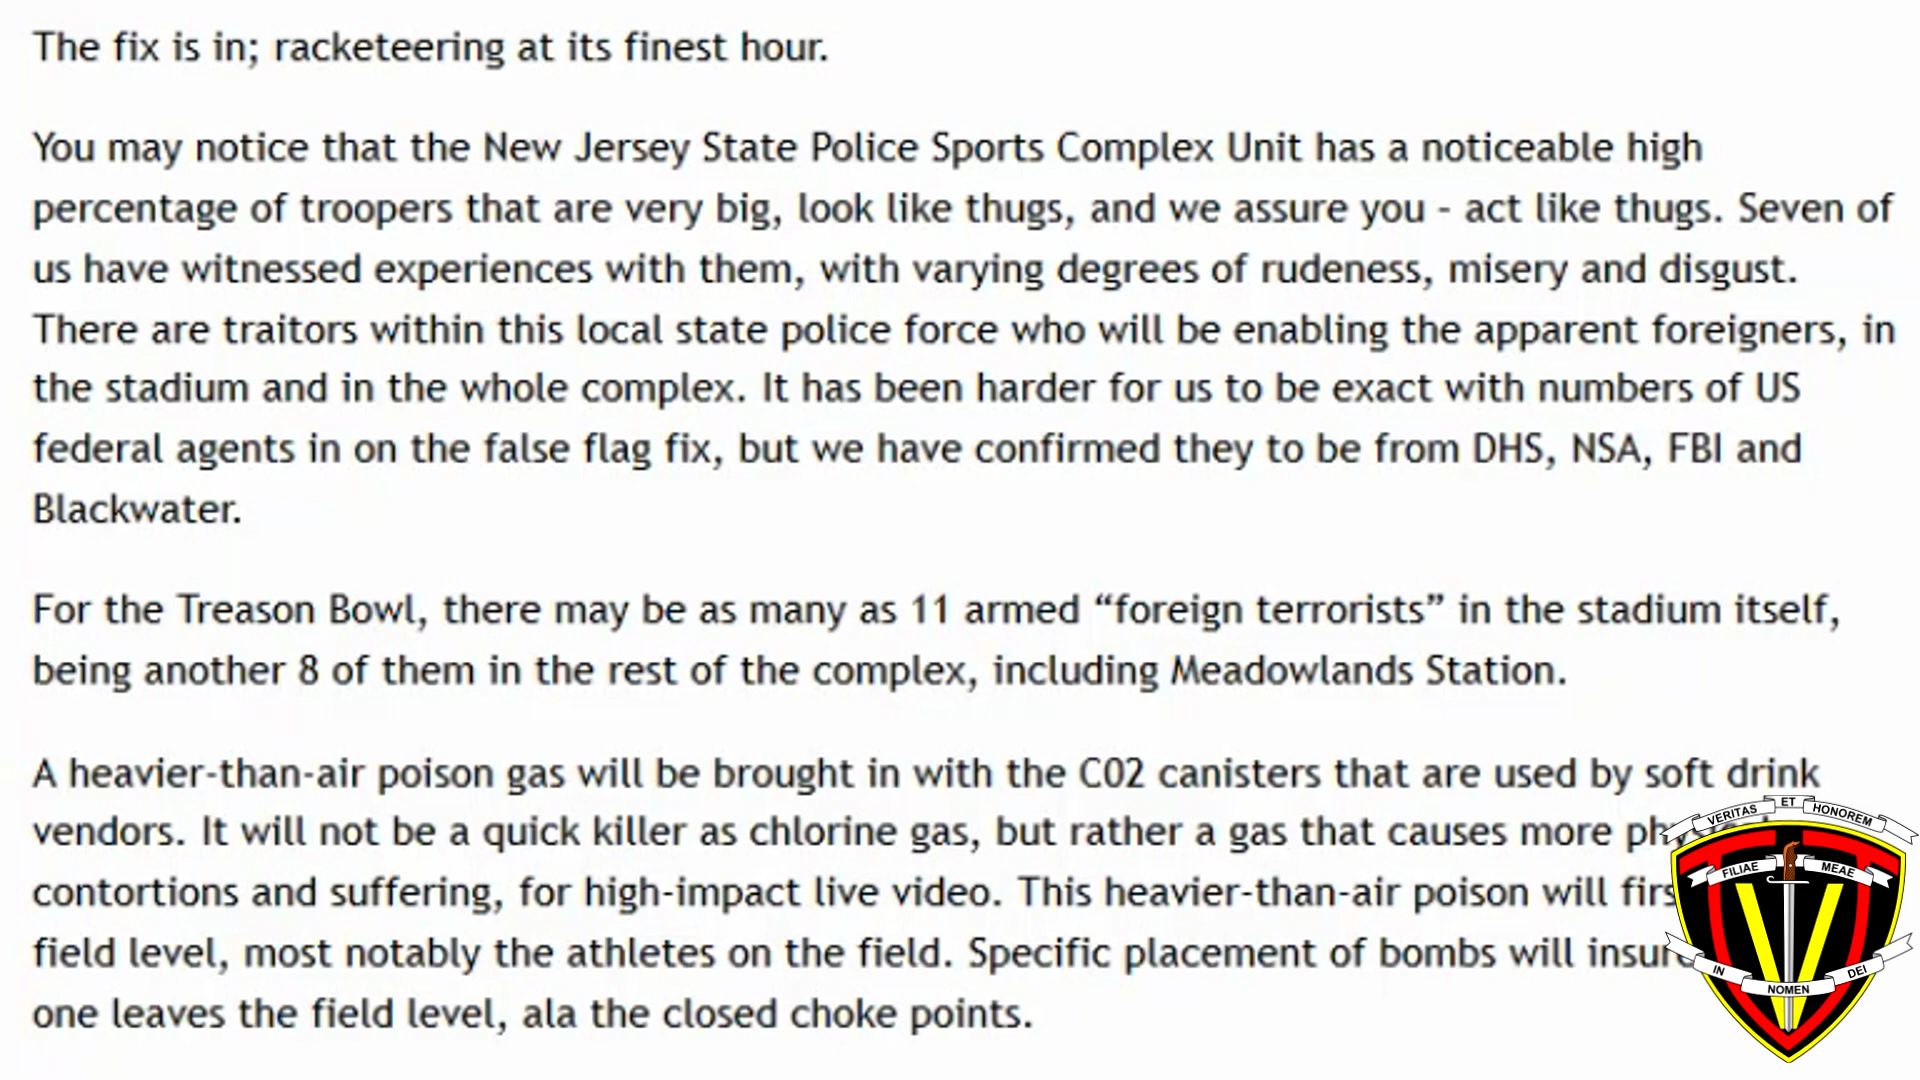 The fix is in; racketeering at its finest hour.
You may notice that the New Jersey State Police Sports Complex Unit has a noticeable high
percentage of troopers that are very big, look like thugs, and we assure you - act like thugs. Seven of
us have witnessed experiences with them, with varying degrees of rudeness, misery and disgust.
There are traitors within this local state police force who will be enabling the apparent foreigners, in
the stadium and in the whole complex. It has been harder for us to be exact with numbers of US
federal agents in on the false flag fix, but we have confirmed they to be from DHS, NSA, FBI and
Blackwater.
For the Treason Bowl, there may be as many as 11 armed “foreign terrorists” in the stadium itself,
being another 8 of them in the rest of the complex, including Meadowlands Station.
A heavier-than-air poison gas will be brought in with the C02 canisters that are used by soft drink
vendors. It will not be a quick killer as chlorine gas, but rather a gas that causes more
contortions and suffering, for high-impact live video. This heavier-than-air poison will
field level, most notably the athletes on the field. Specific placement of bombs will
one leaves the field level, ala the closed choke points.
VERITAS ET HONOREM
FILIAE MEAE
IN NOMEN DEI